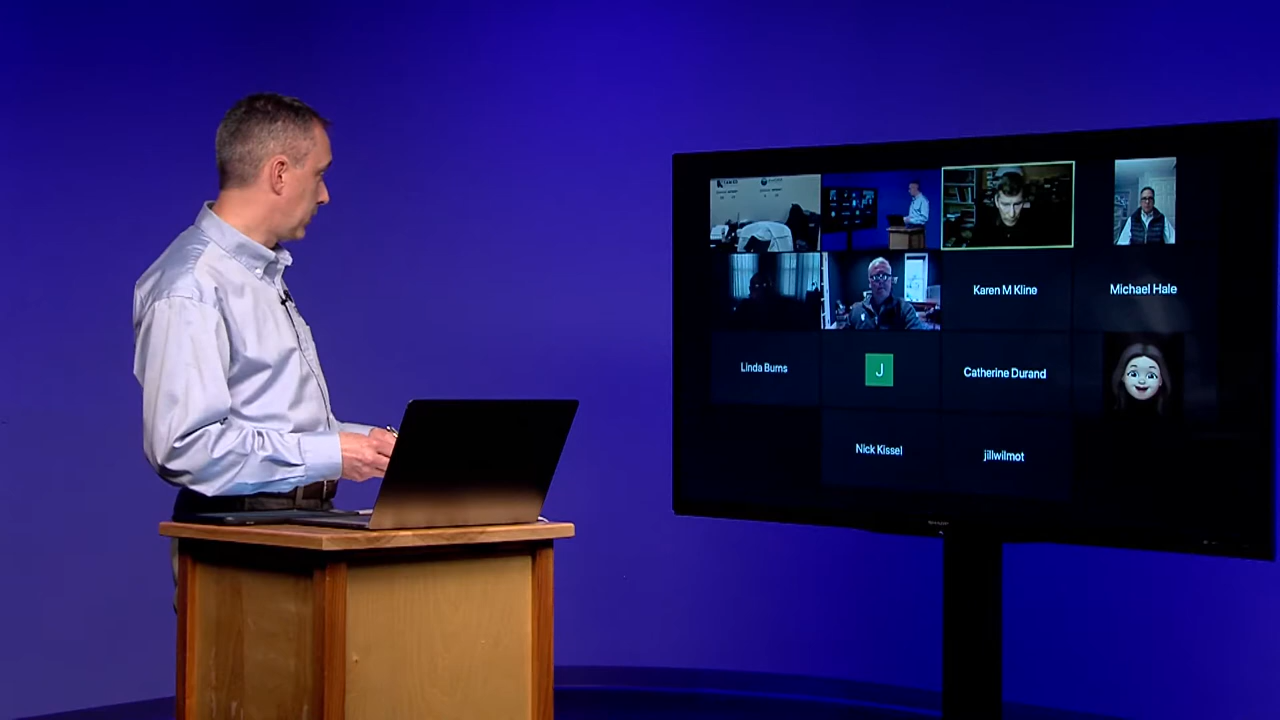 Karen M Kline
Michael Hale
Linda Burns
J
Catherine Durand
Nick Kissel
jillwilmot